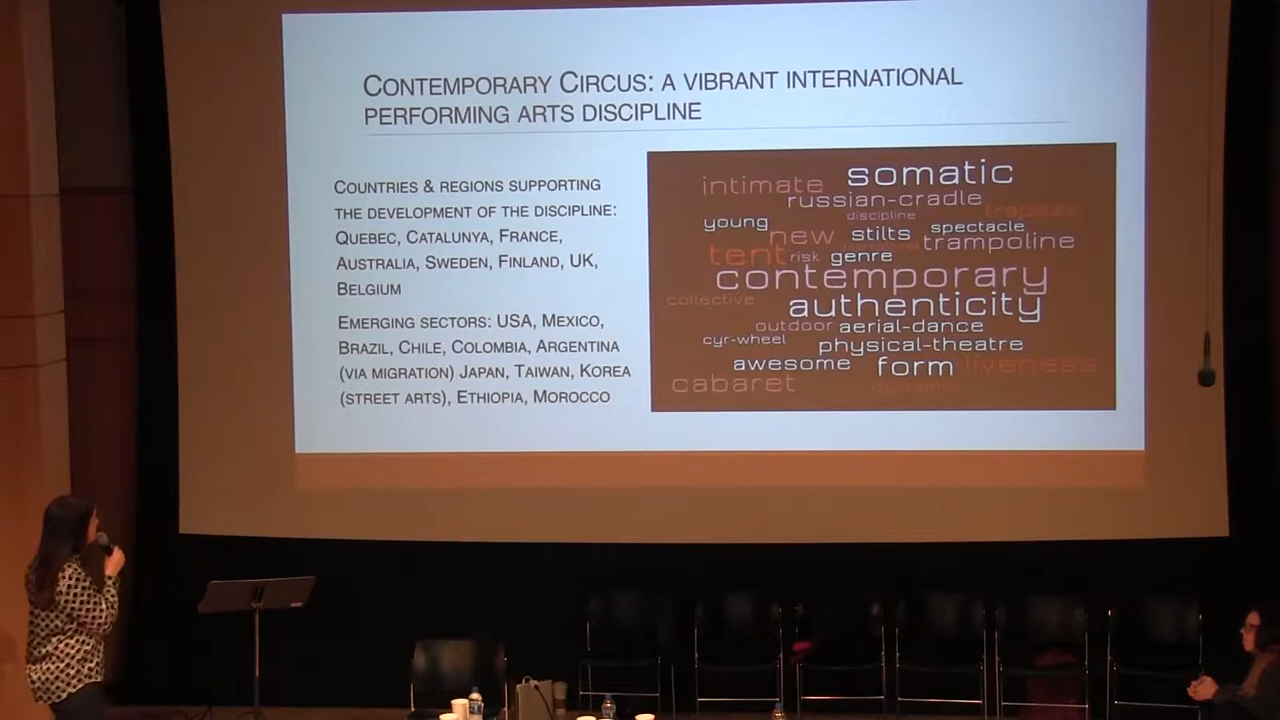 CONTEMPORARY CIRCUS: A VIBRANT INTERNATIONAL
PERFORMING ARTS DISCIPLINE
COUNTRIES & REGIONS SUPPORTING
THE DEVELOPMENT OF THE DISCIPLINE:
QUEBEC, CATALUNYA, FRANCE,
AUSTRALIA, SWEDEN, FINLAND, UK,
BELGIUM
EMERGING SECTORS: USA, MEXICO,
BRAZIL, CHILE, COLOMBIA, ARGENTINA
(VIA MIGRATION) JAPAN, TAIWAN, KOREA
(STREET ARTS), ETHIOPIA, MOROCCO
intimate somatic
russian-cradle
discipline trapeze
young
new stilts spectacle
trampoline
tent risk genre
contemporary
collective authenticity
outdoor aerial-dance
cyr-wheel physical-theatre
awesome form liveness
cabaret